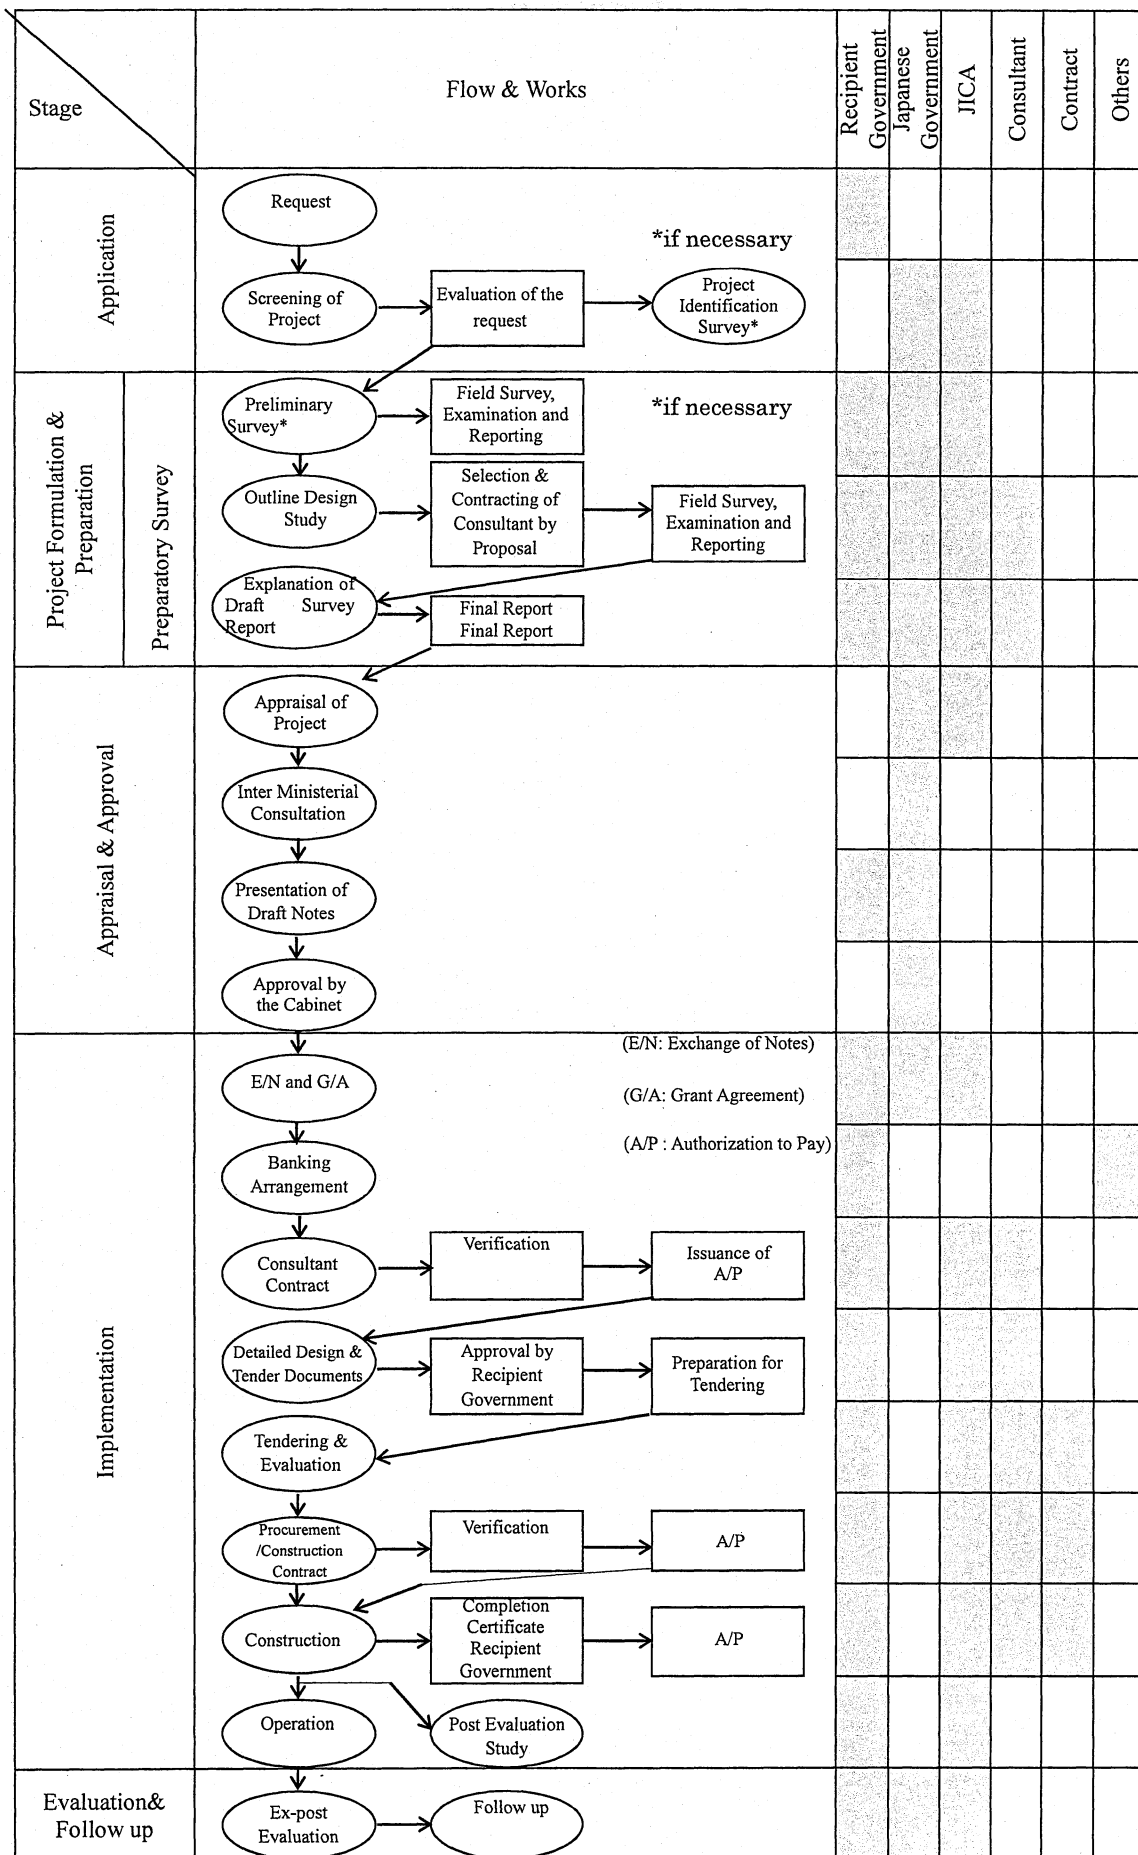 Stage
Flow & Works
Recipient
Government
Japanese
Government
JICA
Consultant
Contract
Others
Application
Request
*if necessary
Screening of
Project
Evaluation of the
request
Project
Identification
Survey*
Project Formulation &
Preparation
Preparatory Survey
Preliminary
Survey*
Field Survey,
Examination and
Reporting
*if necessary
Outline Design
Study
Selection &
Contracting of
Consultant by
Proposal
Field Survey,
Examination and
Reporting
Explanation of
Draft Survey
Report
Final Report
Final Report
Appraisal & Approval
Appraisal of
Project
Inter Ministerial
Consultation
Presentation of
Draft Notes
Approval by
the Cabinet
Implementation
(E/N: Exchange of Notes)
E/N and G/A
(G/A: Grant Agreement)
(A/P : Authorization to Pay)
Banking
Arrangement
Consultant
Contract
Verification
Issuance of
A/P
Detailed Design &
Tender Documents
Approval by
Recipient
Government
Preparation for
Tendering
Tendering &
Evaluation
Procurement
/Construction
Contract
Verification
A/P
Construction
Completion
Certificate
Recipient
Government
A/P
Operation
Post Evaluation
Study
Evaluation&
Follow up
Ex-post
Evaluation
Follow up